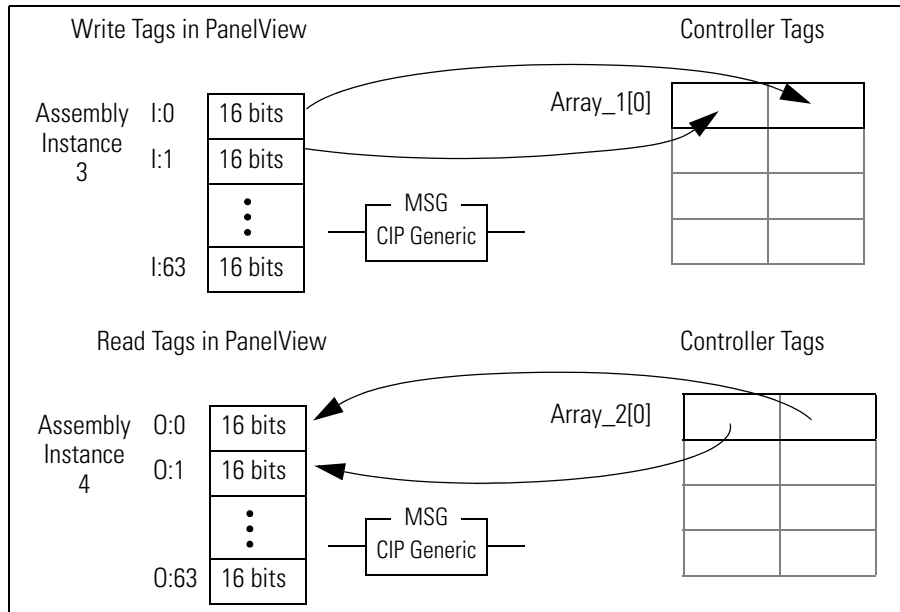 Write Tags in PanelView
Controller Tags
Assembly
Instance
3
I:0
16 bits
I:1
16 bits
I:63
16 bits
MSG
CIP Generic
Array_1[0]
Read Tags in PanelView
Controller Tags
Assembly
Instance
4
O:0
16 bits
O:1
16 bits
O:63
16 bits
MSG
CIP Generic
Array_2[0]